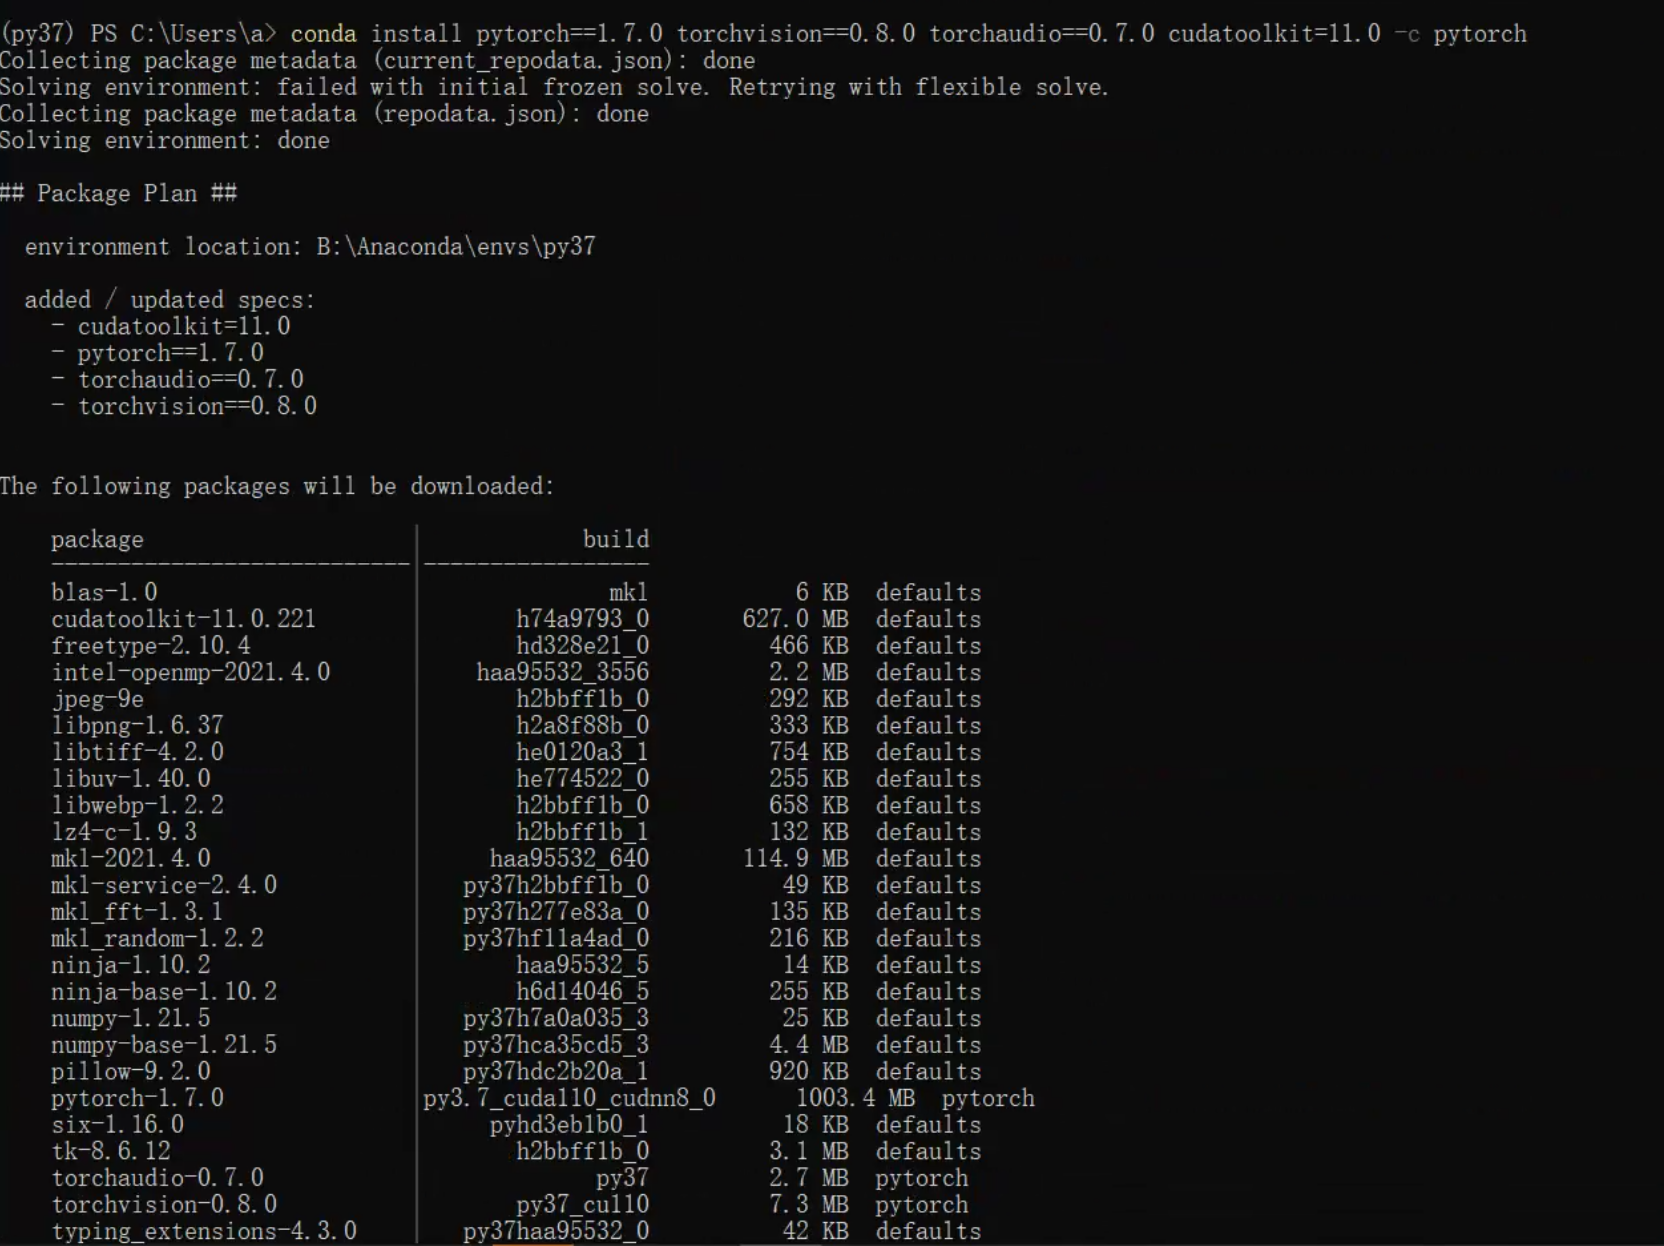 (py37) PS C:\Users\a> conda install pytorch==1.7.0 torchvision==0.8.0 torchaudio==0.7.0 cudatoolkit=11.0 -c pytorch
Collecting package metadata (current_repodata.json): done
Solving environment: failed with initial frozen solve. Retrying with flexible solve.
Collecting package metadata (repodata.json): done
Solving environment: done
## Package Plan ##
environment location: B:\Anaconda\envs\py37
added / updated specs:
- cudatoolkit=11.0
- pytorch==1.7.0
- torchaudio==0.7.0
- torchvision==0.8.0
The following packages will be downloaded:
package | build
---------------------------|-----------------
blas-1.0 | mkl 6 KB defaults
cudatoolkit-11.0.221 | h74a9793_0 627.0 MB defaults
freetype-2.10.4 | hd328e21_0 466 KB defaults
intel-openmp-2021.4.0 | haa95532_3556 2.2 MB defaults
jpeg-9e | h2bbff1b_0 292 KB defaults
libpng-1.6.37 | h2a8f88b_0 333 KB defaults
libtiff-4.2.0 | he0120a3_1 754 KB defaults
libuv-1.40.0 | he774522_0 255 KB defaults
libwebp-1.2.2 | h2bbff1b_0 658 KB defaults
lz4-c-1.9.3 | h2bbff1b_1 132 KB defaults
mkl-2021.4.0 | haa95532_640 114.9 MB defaults
mkl-service-2.4.0 | py37h2bbff1b_0 49 KB defaults
mkl_fft-1.3.1 | py37h277e83a_0 135 KB defaults
mkl_random-1.2.2 | py37hf11a4ad_0 216 KB defaults
ninja-1.10.2 | haa95532_5 14 KB defaults
ninja-base-1.10.2 | h6d14046_5 255 KB defaults
numpy-1.21.5 | py37h7a0a035_3 25 KB defaults
numpy-base-1.21.5 | py37hca35cd5_3 4.4 MB defaults
pillow-9.2.0 | py37hdc2b20a_1 920 KB defaults
pytorch-1.7.0 |py3.7_cuda110_cudnn8_0 1003.4 MB pytorch
six-1.16.0 | pyhd3eb1b0_1 18 KB defaults
tk-8.6.12 | h2bbff1b_0 3.1 MB defaults
torchaudio-0.7.0 | py37 2.7 MB pytorch
torchvision-0.8.0 | py37_cu110 7.3 MB pytorch
typing_extensions-4.3.0 | py37haa95532_0 42 KB defaults